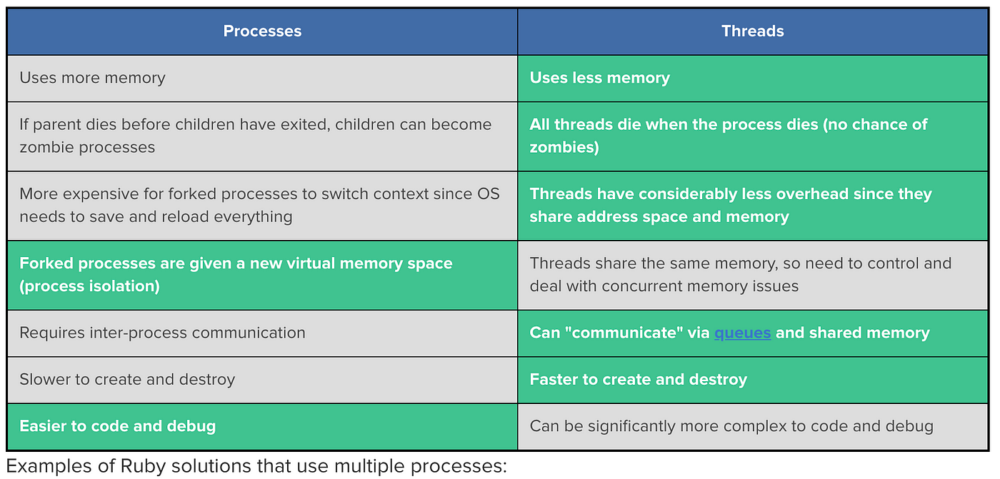 Processes
Threads
Uses more memory
Uses less memory
If parent dies before children have exited, children can become
zombie processes
All threads die when the process dies (no chance of
zombies)
More expensive for forked processes to switch context since OS
needs to save and reload everything
Threads have considerably less overhead since they
share address space and memory
Forked processes are given a new virtual memory space
(process isolation)
Threads share the same memory, so need to control and
deal with concurrent memory issues
Requires inter-process communication
Can "communicate" via queues and shared memory
Slower to create and destroy
Faster to create and destroy
Easier to code and debug
Can be significantly more complex to code and debug
Examples of Ruby solutions that use multiple processes: